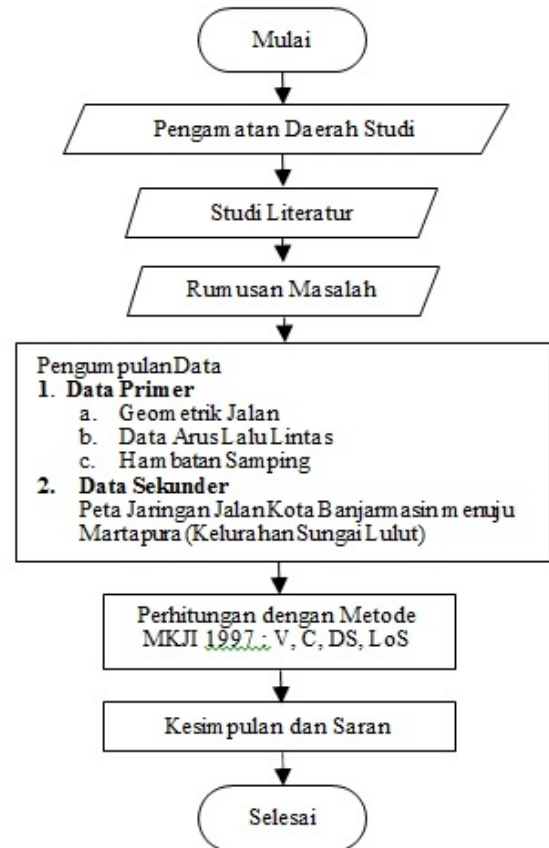 Mulai
Pengamatan Daerah Studi
Studi Literatur
Rumusan Masalah
Pengumpulan Data
1. Data Primer
a. Geometrik Jalan
b. Data Arus Lalu Lintas
c. Hambatan Samping
2. Data Sekunder
Peta Jaringan Jalan Kota Banjarmasin menuju
Martapura (Kelurahan Sungai Lulut)
Perhitungan dengan Metode
MKJI 1997 : V, C, DS, LoS
Kesimpulan dan Saran
Selesai